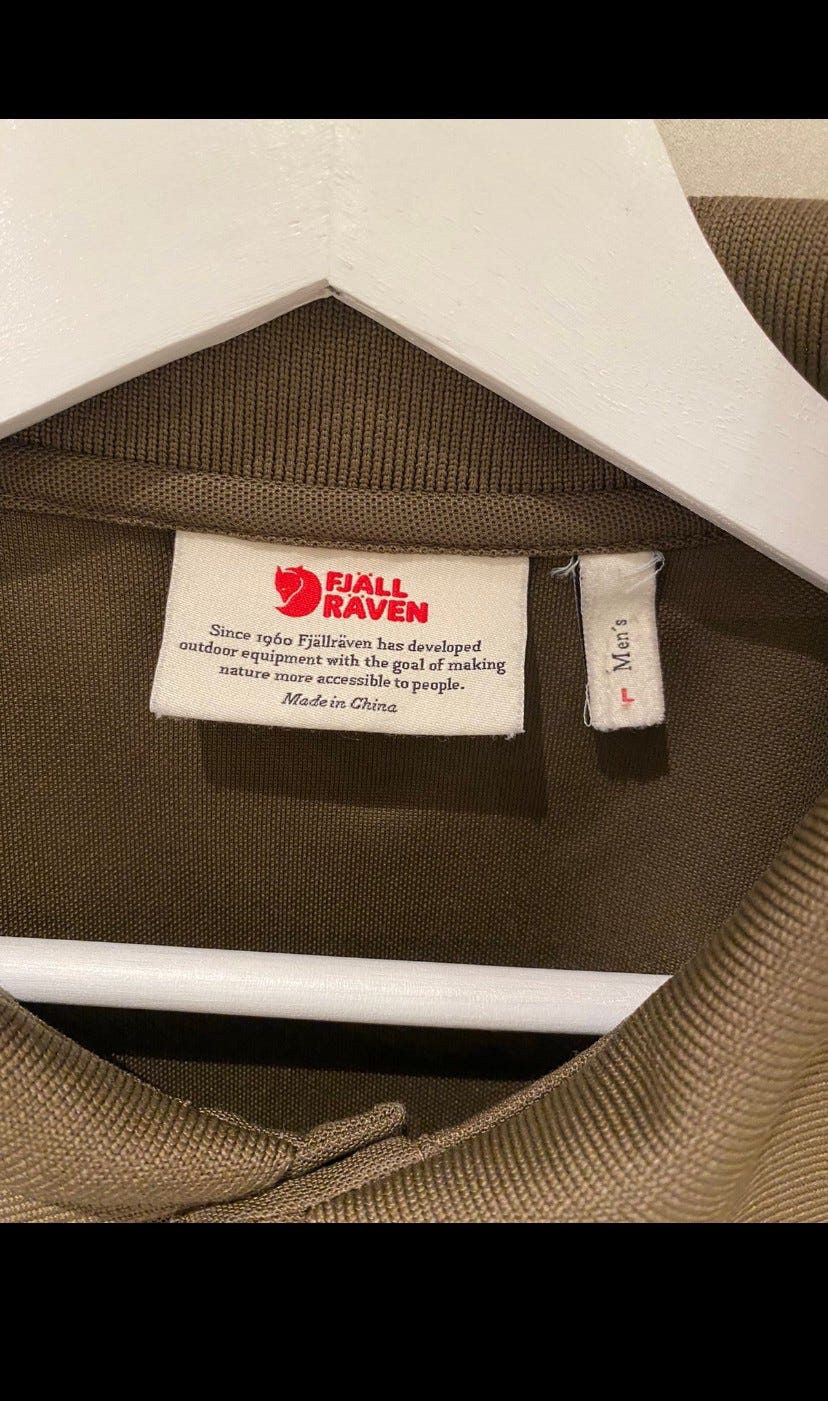 FJÄLL
RÄVEN
Since 1960 Fjällräven has developed
outdoor equipment with the goal of making
nature more accessible to people.
Made in China
Men's
L